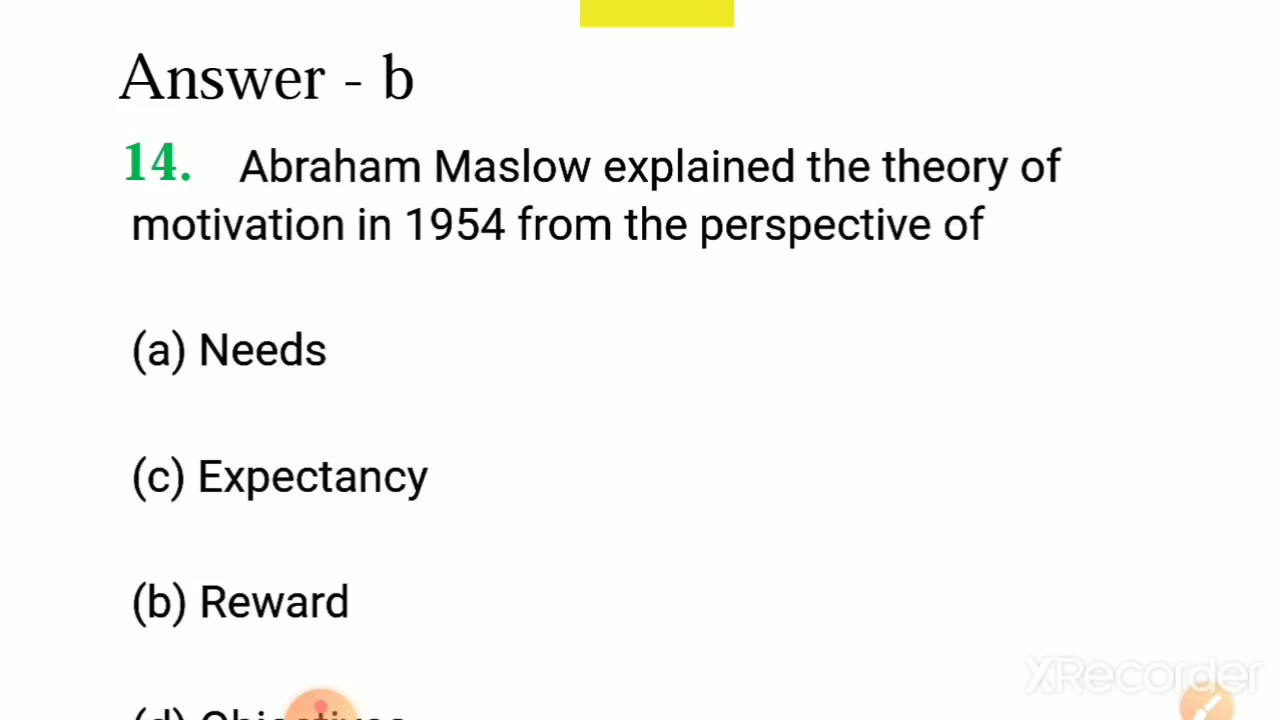 Answer - b
14. Abraham Maslow explained the theory of
motivation in 1954 from the perspective of
(a) Needs
(c) Expectancy
(b) Reward
(d) Objectives
XRecorder